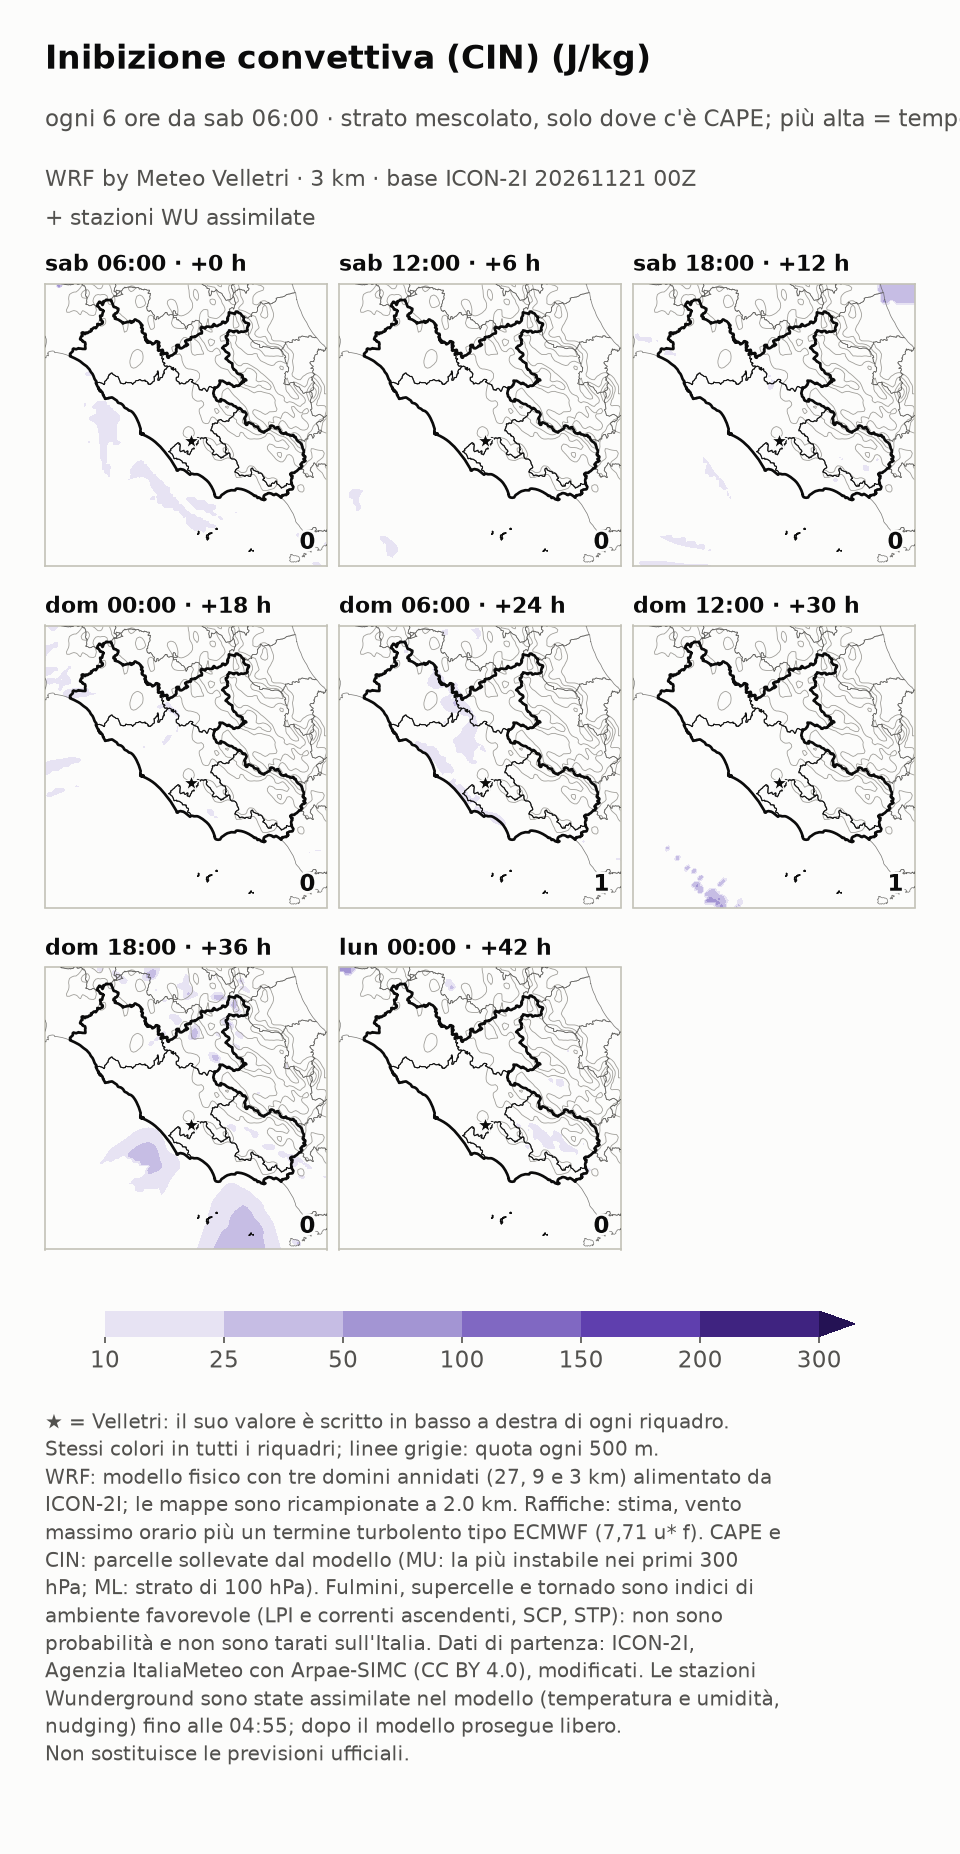 Inibizione convettiva (CIN) (J/kg)
ogni 6 ore da sab 06:00 · strato mescolato, solo dove c'è CAPE; più alta = temp
WRF by Meteo Velletri · 3 km · base ICON-2I 20261121 00Z
+ stazioni WU assimilate
sab 06:00 · +0 h
sab 12:00 · +6 h
sab 18:00 · +12 h
0
0
0
dom 00:00 · +18 h
dom 06:00 · +24 h
dom 12:00 · +30 h
0
1
1
dom 18:00 · +36 h
lun 00:00 · +42 h
0
0
10 25 50 100 150 200 300
★ = Velletri: il suo valore è scritto in basso a destra di ogni riquadro.
Stessi colori in tutti i riquadri; linee grigie: quota ogni 500 m.
WRF: modello fisico con tre domini annidati (27, 9 e 3 km) alimentato da
ICON-2I; le mappe sono ricampionate a 2.0 km. Raffiche: stima, vento
massimo orario più un termine turbolento tipo ECMWF (7,71 u* f). CAPE e
CIN: parcelle sollevate dal modello (MU: la più instabile nei primi 300
hPa; ML: strato di 100 hPa). Fulmini, supercelle e tornado sono indici di
ambiente favorevole (LPI e correnti ascendenti, SCP, STP): non sono
probabilità e non sono tarati sull'Italia. Dati di partenza: ICON-2I,
Agenzia ItaliaMeteo con Arpae-SIMC (CC BY 4.0), modificati. Le stazioni
Wunderground sono state assimilate nel modello (temperatura e umidità,
nudging) fino alle 04:55; dopo il modello prosegue libero.
Non sostituisce le previsioni ufficiali.